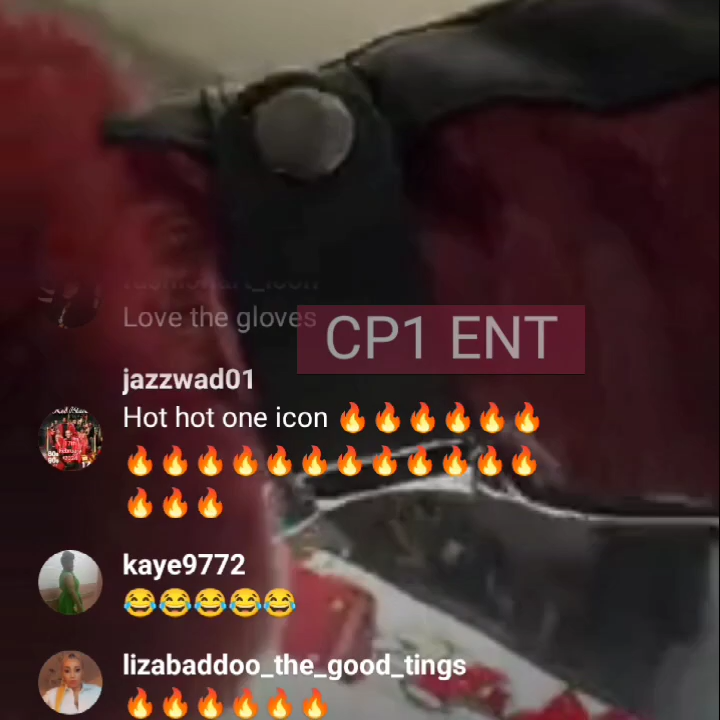 Love the gloves
CP1 ENT
jazzwad01
Hot hot one icon 🔥🔥🔥🔥🔥🔥
🔥🔥🔥🔥🔥🔥🔥🔥🔥🔥🔥🔥
🔥🔥🔥
kaye9772
😂😂😂😂😂
lizabaddoo_the_good_tings
🔥🔥🔥🔥🔥🔥